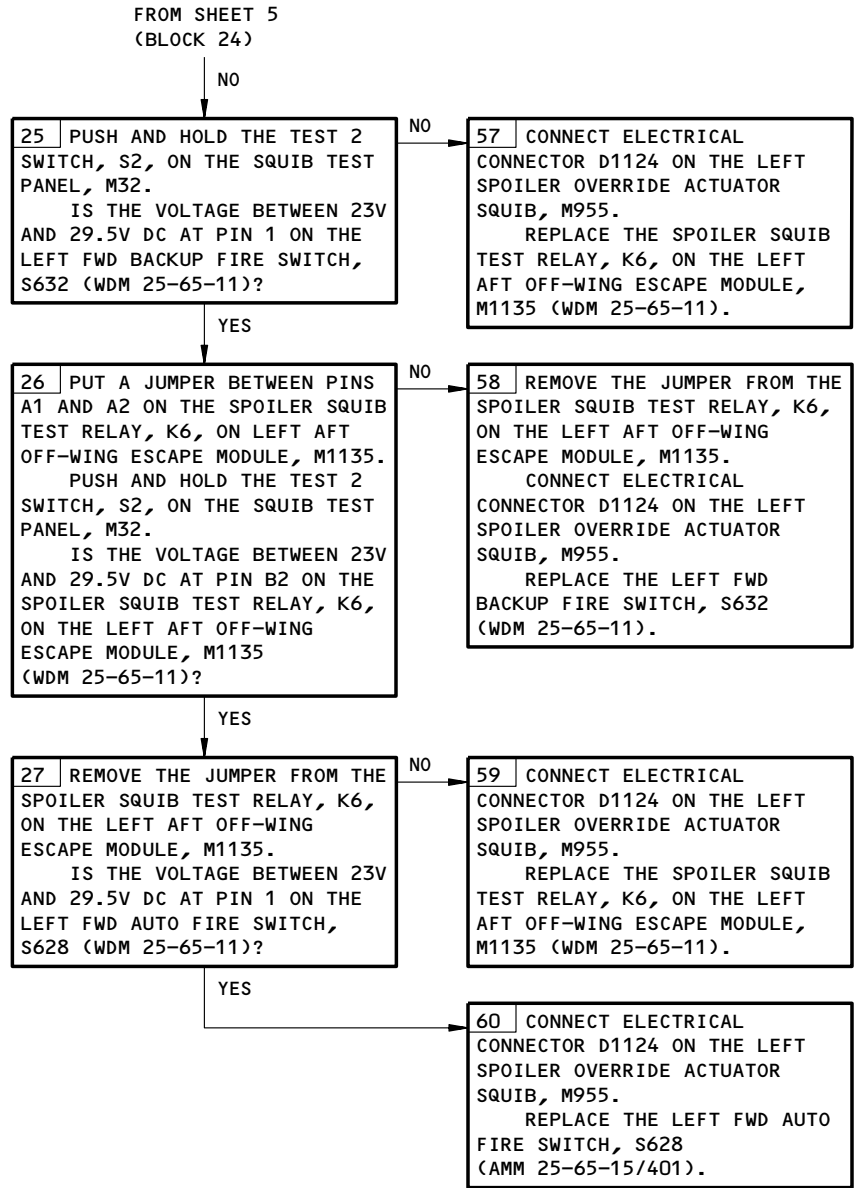 FROM SHEET 5
(BLOCK 24)
NO
25 PUSH AND HOLD THE TEST 2
SWITCH, S2, ON THE SQUIB TEST
PANEL, M32.
IS THE VOLTAGE BETWEEN 23V
AND 29.5V DC AT PIN 1 ON THE
LEFT FWD BACKUP FIRE SWITCH,
S632 (WDM 25-65-11)?
NO
57 CONNECT ELECTRICAL
CONNECTOR D1124 ON THE LEFT
SPOILER OVERRIDE ACTUATOR
SQUIB, M955.
REPLACE THE SPOILER SQUIB
TEST RELAY, K6, ON THE LEFT
AFT OFF-WING ESCAPE MODULE,
M1135 (WDM 25-65-11).
YES
26 PUT A JUMPER BETWEEN PINS
A1 AND A2 ON THE SPOILER SQUIB
TEST RELAY, K6, ON LEFT AFT
OFF-WING ESCAPE MODULE, M1135.
PUSH AND HOLD THE TEST 2
SWITCH, S2, ON THE SQUIB TEST
PANEL, M32.
IS THE VOLTAGE BETWEEN 23V
AND 29.5V DC AT PIN B2 ON THE
SPOILER SQUIB TEST RELAY, K6,
ON THE LEFT AFT OFF-WING
ESCAPE MODULE, M1135
(WDM 25-65-11)?
NO
58 REMOVE THE JUMPER FROM THE
SPOILER SQUIB TEST RELAY, K6,
ON THE LEFT AFT OFF-WING
ESCAPE MODULE, M1135.
CONNECT ELECTRICAL
CONNECTOR D1124 ON THE LEFT
SPOILER OVERRIDE ACTUATOR
SQUIB, M955.
REPLACE THE LEFT FWD
BACKUP FIRE SWITCH, S632
(WDM 25-65-11).
YES
27 REMOVE THE JUMPER FROM THE
SPOILER SQUIB TEST RELAY, K6,
ON THE LEFT AFT OFF-WING
ESCAPE MODULE, M1135.
IS THE VOLTAGE BETWEEN 23V
AND 29.5V DC AT PIN 1 ON THE
LEFT FWD AUTO FIRE SWITCH,
S628 (WDM 25-65-11)?
NO
59 CONNECT ELECTRICAL
CONNECTOR D1124 ON THE LEFT
SPOILER OVERRIDE ACTUATOR
SQUIB, M955.
REPLACE THE SPOILER SQUIB
TEST RELAY, K6, ON THE LEFT
AFT OFF-WING ESCAPE MODULE,
M1135 (WDM 25-65-11).
YES
60 CONNECT ELECTRICAL
CONNECTOR D1124 ON THE LEFT
SPOILER OVERRIDE ACTUATOR
SQUIB, M955.
REPLACE THE LEFT FWD AUTO
FIRE SWITCH, S628
(AMM 25-65-15/401).